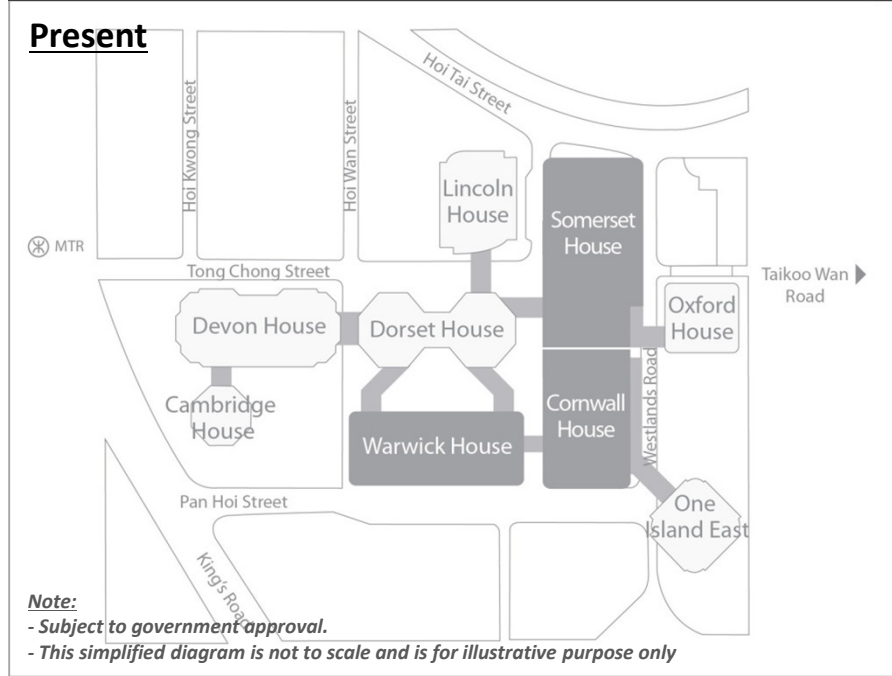 Present
Hoi Tai Street
Hoi Kwong Street
Hoi Wan Street
Lincoln
House
Somerset
House
MTR
Tong Chong Street
Taikoo Wan
Road
Oxford
House
Devon House
Dorset House
Westlands Road
Cambridge
House
Cornwall
House
Warwick House
Pan Hoi Street
One
Island East
King's Road
Note:
- Subject to government approval.
- This simplified diagram is not to scale and is for illustrative purpose only